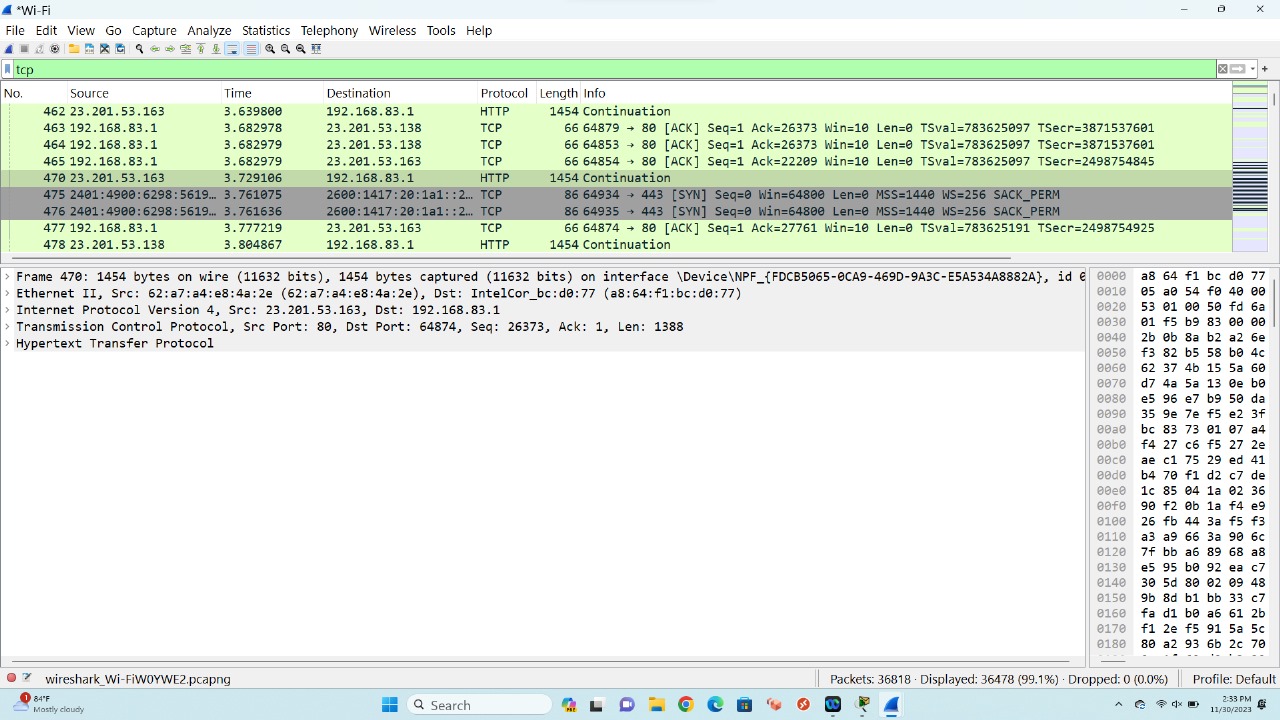 *Wi-Fi
File Edit View Go Capture Analyze Statistics Telephony Wireless Tools Help
tcp
No. Source Time Destination Protocol Length Info
462 23.201.53.163 3.639800 192.168.83.1 HTTP 1454 Continuation
463 192.168.83.1 3.682978 23.201.53.138 TCP 66 64879 → 80 [ACK] Seq=1 Ack=26373 Win=10 Len=0 TSval=783625097 TSecr=3871537601
464 192.168.83.1 3.682979 23.201.53.138 TCP 66 64853 → 80 [ACK] Seq=1 Ack=26373 Win=10 Len=0 TSval=783625097 TSecr=3871537601
465 192.168.83.1 3.682979 23.201.53.163 TCP 66 64854 → 80 [ACK] Seq=1 Ack=22209 Win=10 Len=0 TSval=783625097 TSecr=2498754845
470 23.201.53.163 3.729106 192.168.83.1 HTTP 1454 Continuation
475 2401:4900:6298:5619… 3.761075 2600:1417:20:1a1::2… TCP 86 64934 → 443 [SYN] Seq=0 Win=64800 Len=0 MSS=1440 WS=256 SACK_PERM
476 2401:4900:6298:5619… 3.761636 2600:1417:20:1a1::2… TCP 86 64935 → 443 [SYN] Seq=0 Win=64800 Len=0 MSS=1440 WS=256 SACK_PERM
477 192.168.83.1 3.777219 23.201.53.163 TCP 66 64874 → 80 [ACK] Seq=1 Ack=27761 Win=10 Len=0 TSval=783625191 TSecr=2498754925
478 23.201.53.138 3.804867 192.168.83.1 HTTP 1454 Continuation
Frame 470: 1454 bytes on wire (11632 bits), 1454 bytes captured (11632 bits) on interface \Device\NPF_{FDCB5065-0CA9-469D-9A3C-E5A534A8882A}, id 0
Ethernet II, Src: 62:a7:a4:e8:4a:2e (62:a7:a4:e8:4a:2e), Dst: IntelCor_bc:d0:77 (a8:64:f1:bc:d0:77)
Internet Protocol Version 4, Src: 23.201.53.163, Dst: 192.168.83.1
Transmission Control Protocol, Src Port: 80, Dst Port: 64874, Seq: 26373, Ack: 1, Len: 1388
Hypertext Transfer Protocol
0000 a8 64 f1 bc d0 77
0010 05 a0 54 f0 40 00
0020 53 01 00 50 fd 6a
0030 01 f5 b9 83 00 00
0040 2b 0b 8a b2 a2 6e
0050 f3 82 b5 58 b0 4c
0060 62 37 4b 15 5a 60
0070 d7 4a 5a 13 0e b0
0080 e5 96 e7 b9 50 da
0090 35 9e 7e f5 e2 3f
00a0 bc 83 73 01 07 a4
00b0 f4 27 c6 f5 27 2e
00c0 ae c1 75 29 ed 41
00d0 b4 70 f1 d2 c7 de
00e0 1c 85 04 1a 02 36
00f0 90 f2 0b 1a f4 e9
0100 26 fb 44 3a f5 f3
0110 a3 a9 66 3a 90 6c
0120 7f bb a6 89 68 a8
0130 e5 95 b0 92 ea c7
0140 30 5d 80 02 09 48
0150 9b 8d b1 bb 33 c7
0160 fa d1 b0 a6 61 2b
0170 f1 2e f5 91 5a 5c
0180 80 a2 93 6b 2c 70
wireshark_Wi-FiW0YWE2.pcapng Packets: 36818 · Displayed: 36478 (99.1%) · Dropped: 0 (0.0%) Profile: Default
1
84°F
Mostly cloudy
Search
2:33 PM
11/30/2023